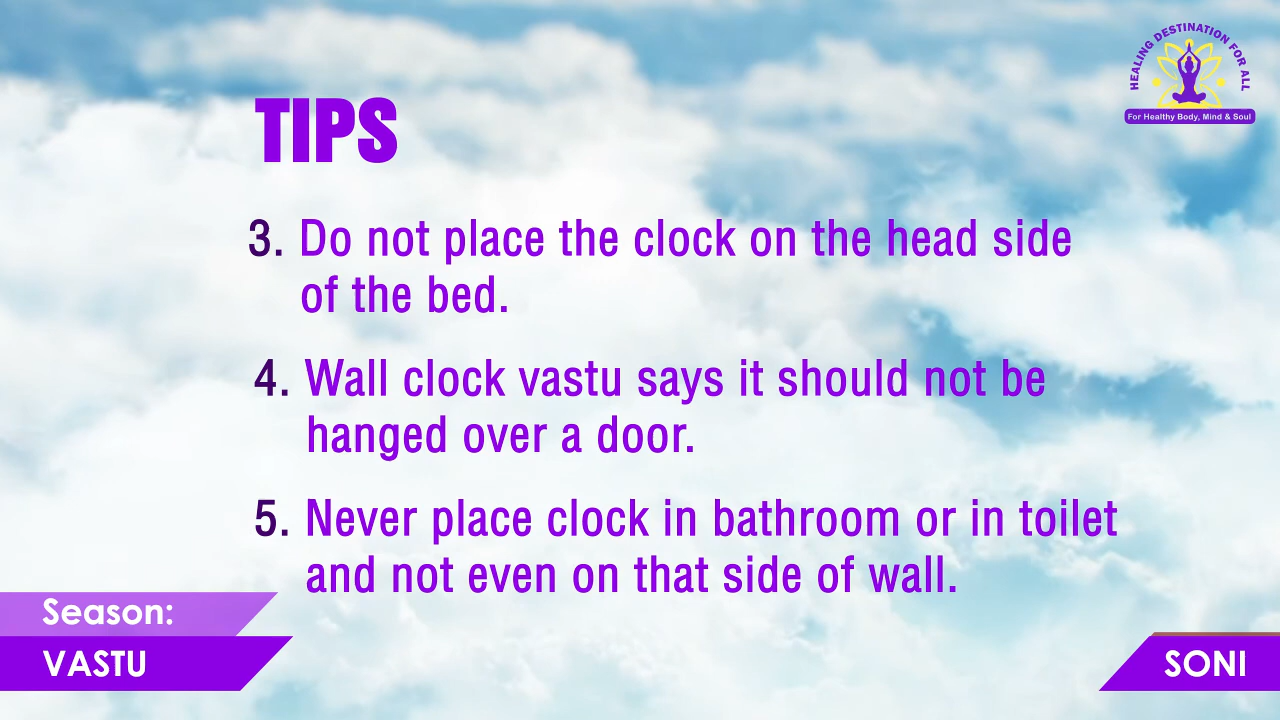 HEALING DESTINATION FOR ALL
For Healthy Body, Mind & Soul
TIPS
3. Do not place the clock on the head side
of the bed.
4. Wall clock vastu says it should not be
hanged over a door.
5. Never place clock in bathroom or in toilet
and not even on that side of wall.
Season:
VASTU
SONI